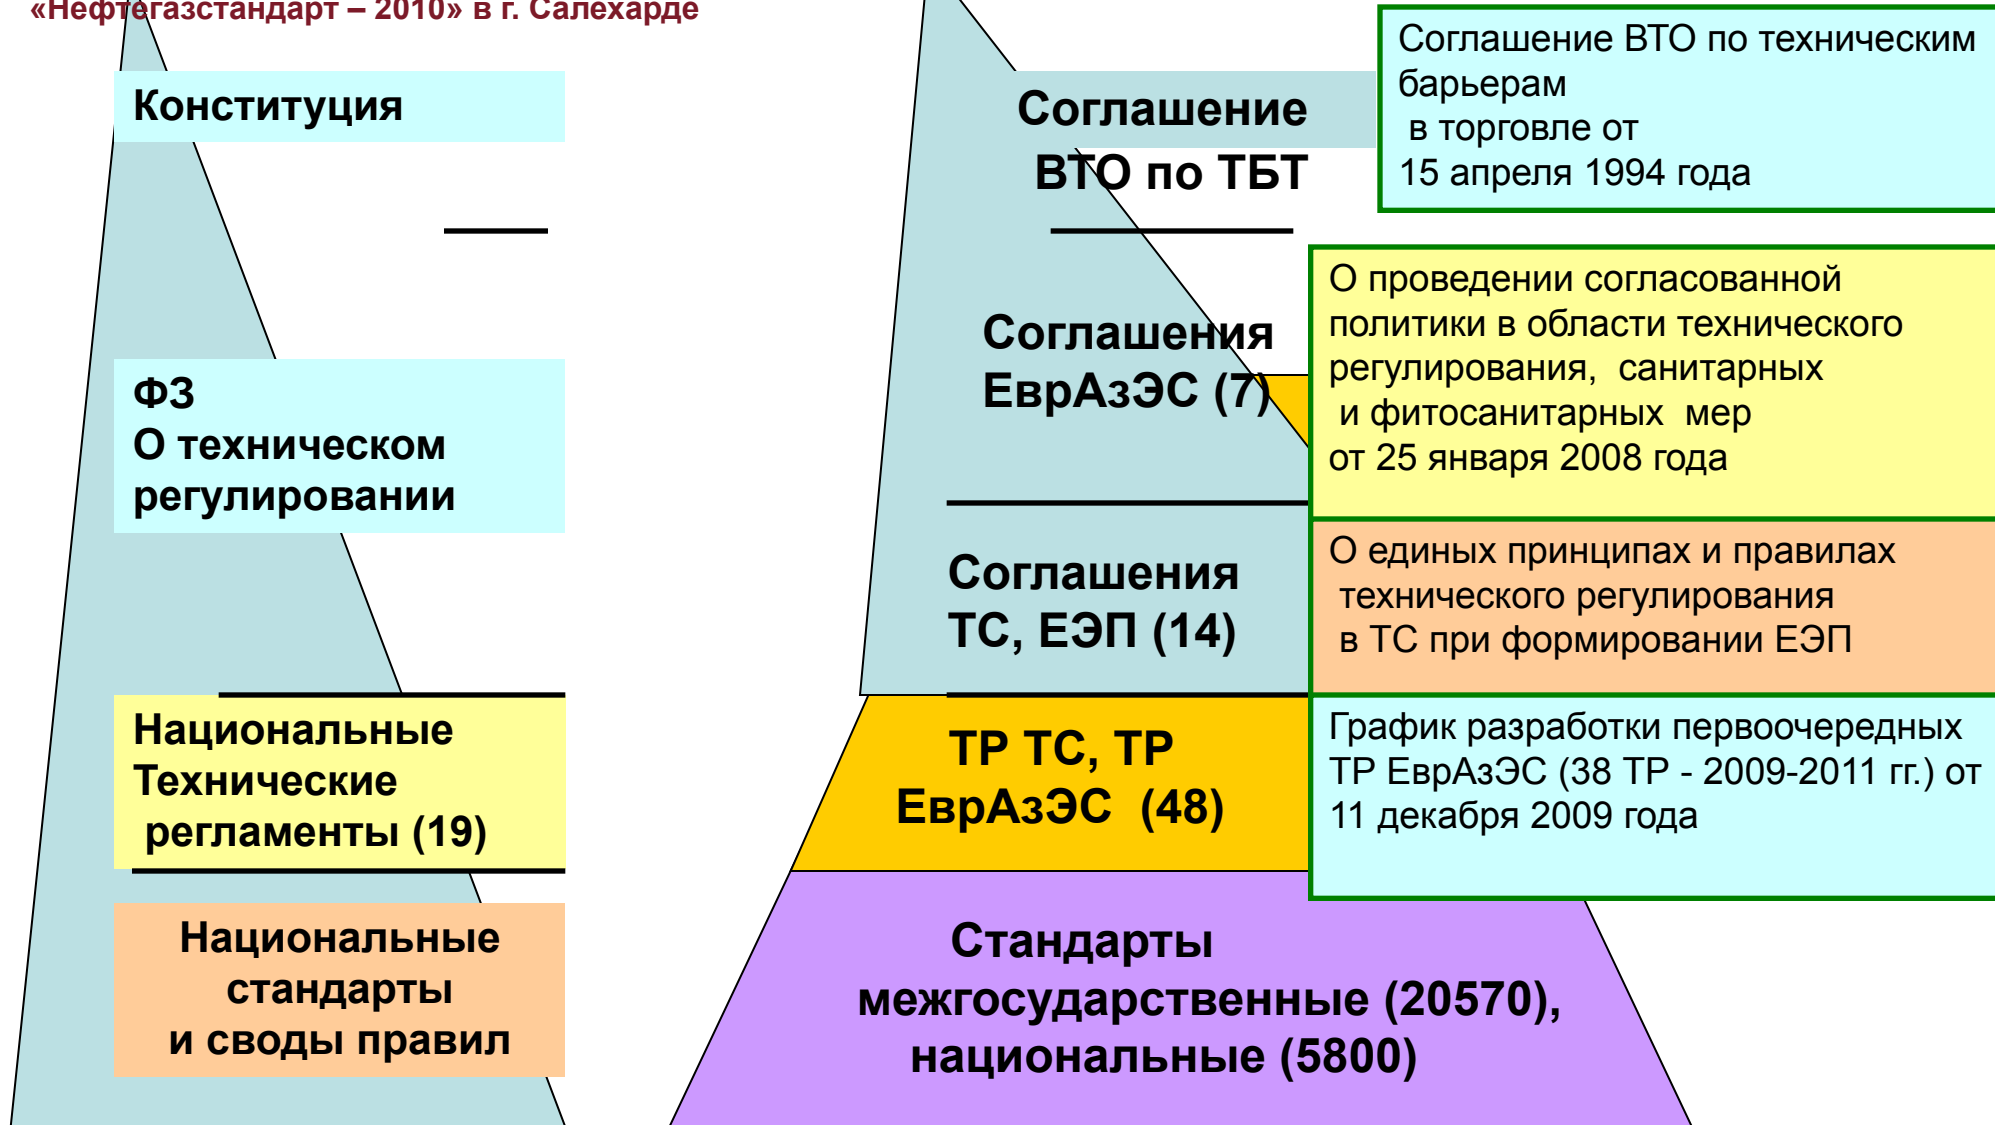 «Нефтегазстандарт – 2010» в г. Салехарде
Конституция
ФЗ
О техническом
регулировании
Национальные
Технические
регламенты (19)
Национальные
стандарты
и своды правил
Соглашение
ВТО по ТБТ
Соглашения
ЕврАзЭС (7)
Соглашения
ТС, ЕЭП (14)
ТР ТС, ТР
ЕврАзЭС (48)
Стандарты
межгосударственные (20570),
национальные (5800)
Соглашение ВТО по техническим
барьерам
в торговле от
15 апреля 1994 года
О проведении согласованной
политики в области технического
регулирования, санитарных
и фитосанитарных мер
от 25 января 2008 года
О единых принципах и правилах
технического регулирования
в ТС при формировании ЕЭП
График разработки первоочередных
ТР ЕврАзЭС (38 ТР - 2009-2011 гг.) от
11 декабря 2009 года